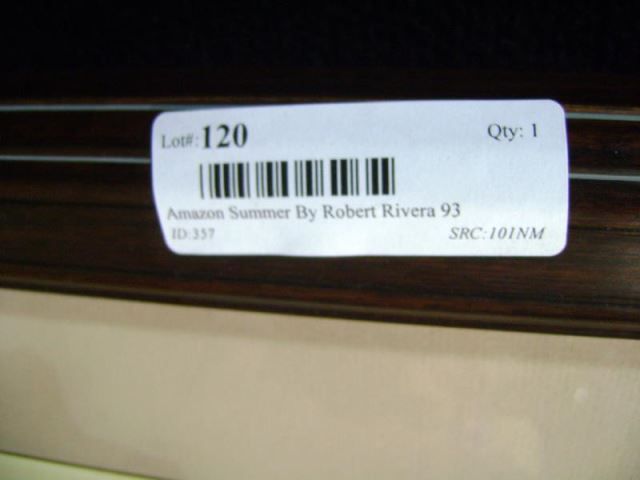 Lot#: 120 Qty: 1
Amazon Summer By Robert Rivera 93
ID:357 SRC:101NM